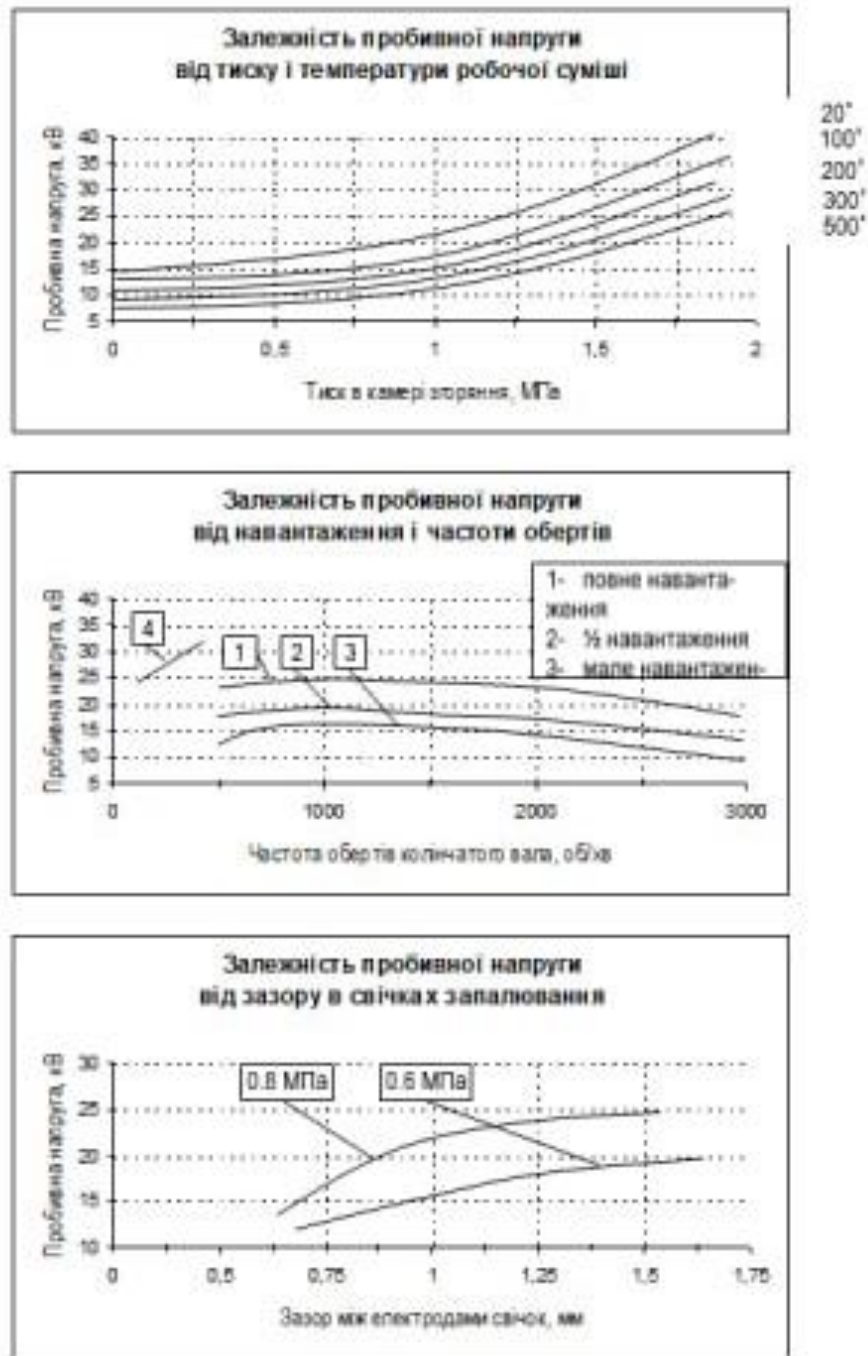 Залежність пробивної напруги
від тиску і температури робочої суміші
Пробивна напруга, кВ
40
35
30
25
20
15
10
5
0
0,5
1
1,5
2
Тиск в камері згоряння, МПа
20°
100°
200°
300°
500°
Залежність пробивної напруги
від навантаження і частоти обертів
Пробивна напруга, кВ
40
35
30
25
20
15
10
5
4
1
2
3
1- повне наванта-
ження
2- ½ навантаження
3- мале навантажен-
0
1000
2000
3000
Частота обертів колінчатого вала, об/хв
Залежність пробивної напруги
від зазору в свічках запалювання
Пробивна напруга, кВ
30
25
20
15
10
0.8 МПа
0.6 МПа
0
0,5
0,75
1
1,25
1,5
1,75
Зазор між електродами свічок, мм